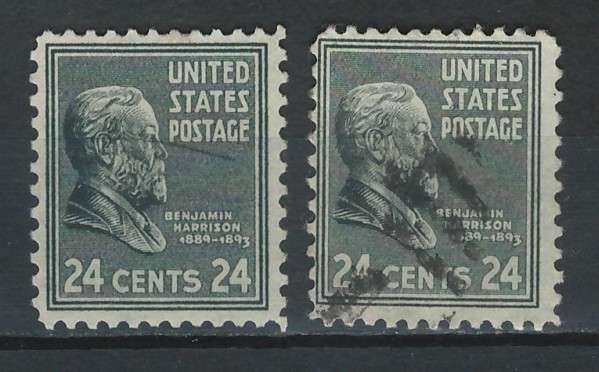 UNITED
STATES
POSTAGE
BENJAMIN
HARRISON
1889-1893
24 CENTS 24
UNITED
STATES
POSTAGE
BENJAMIN
HARRISON
1889-1893
24 CENTS 24